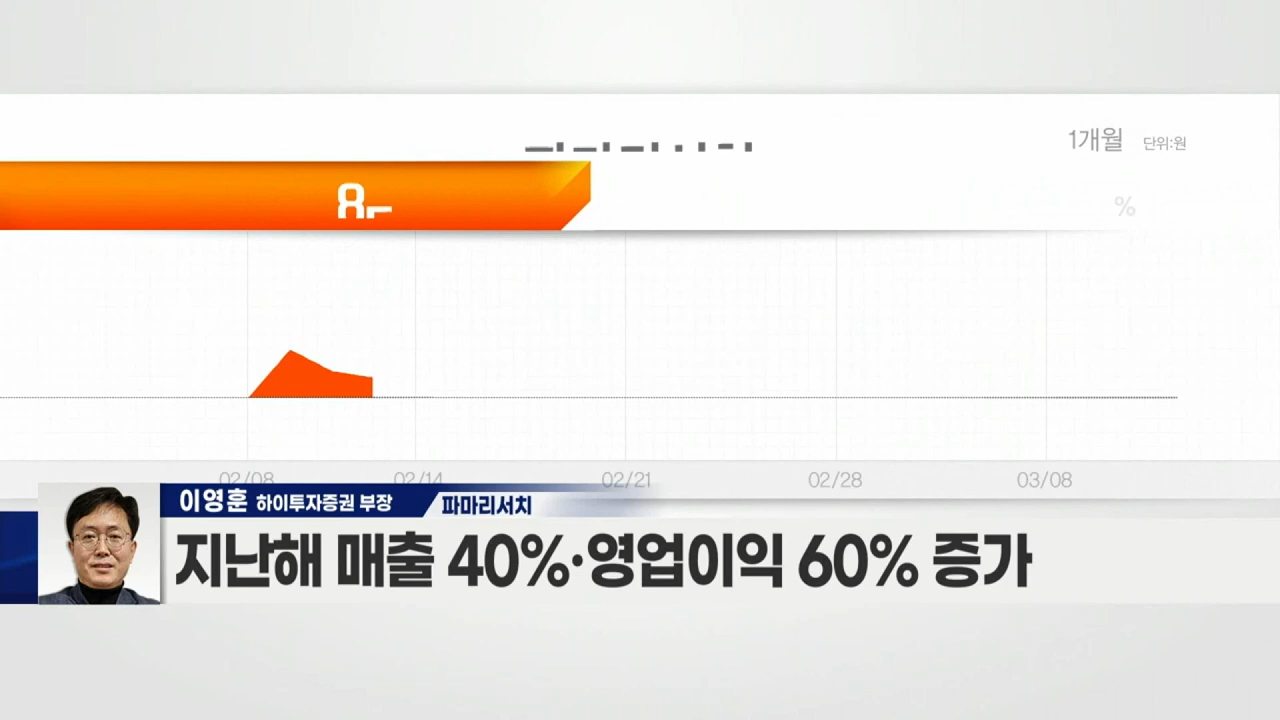 1개월 단위:원
%
02/08 02/14 02/21 02/28 03/08
이영훈 하이투자증권 부장 파마리서치
지난해 매출 40%·영업이익 60% 증가